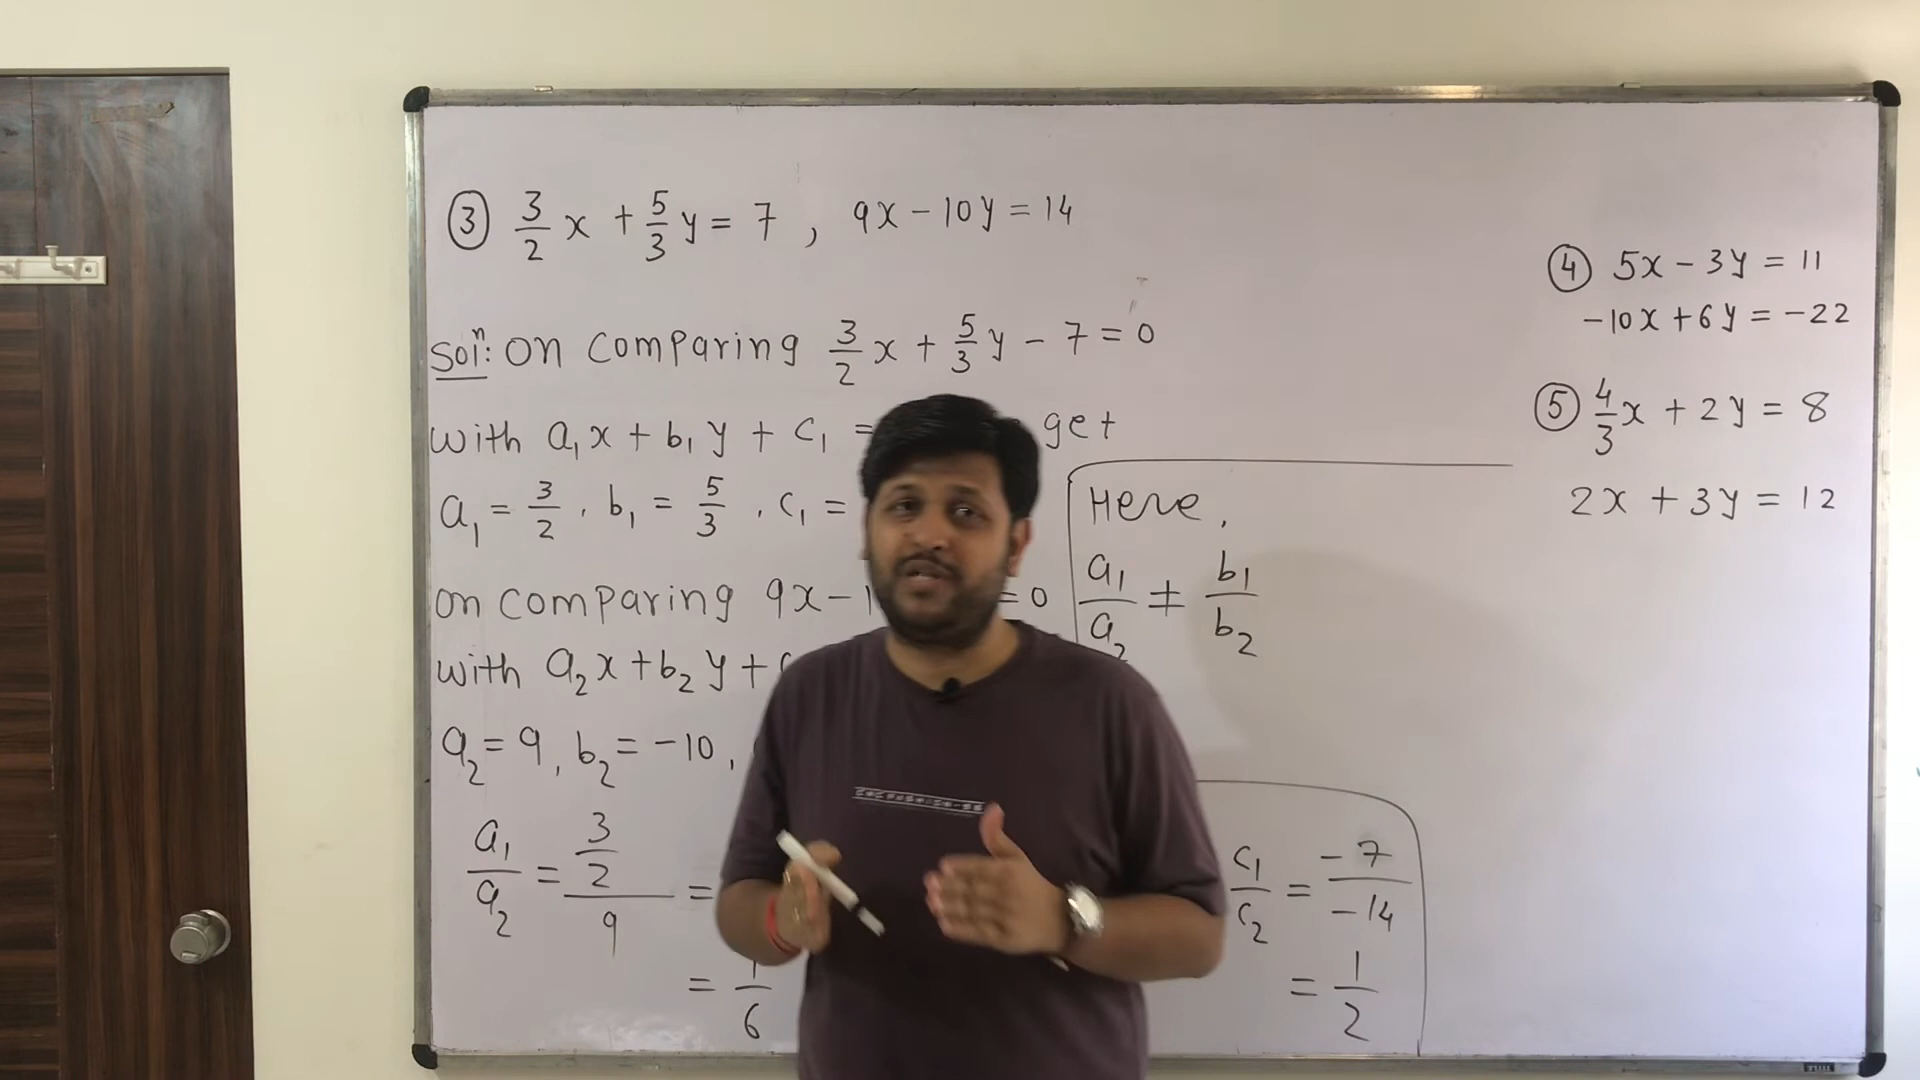 ③ 3/2 x + 5/3 y = 7 , 9x - 10y = 14
Solⁿ: On comparing 3/2 x + 5/3 y - 7 = 0
with a₁x + b₁y + c₁ = get
a₁ = 3/2 , b₁ = 5/3 , c₁ =
on comparing 9x - 1 = 0
with a₂x + b₂y +
a₂ = 9 , b₂ = -10 ,
a₁/a₂ = 3/2 / 9 =
= 1/6
Here,
a₁/a₂ ≠ b₁/b₂
c₁/c₂ = -7/-14
= 1/2
④ 5x - 3y = 11
-10x + 6y = -22
⑤ 4/3 x + 2y = 8
2x + 3y = 12